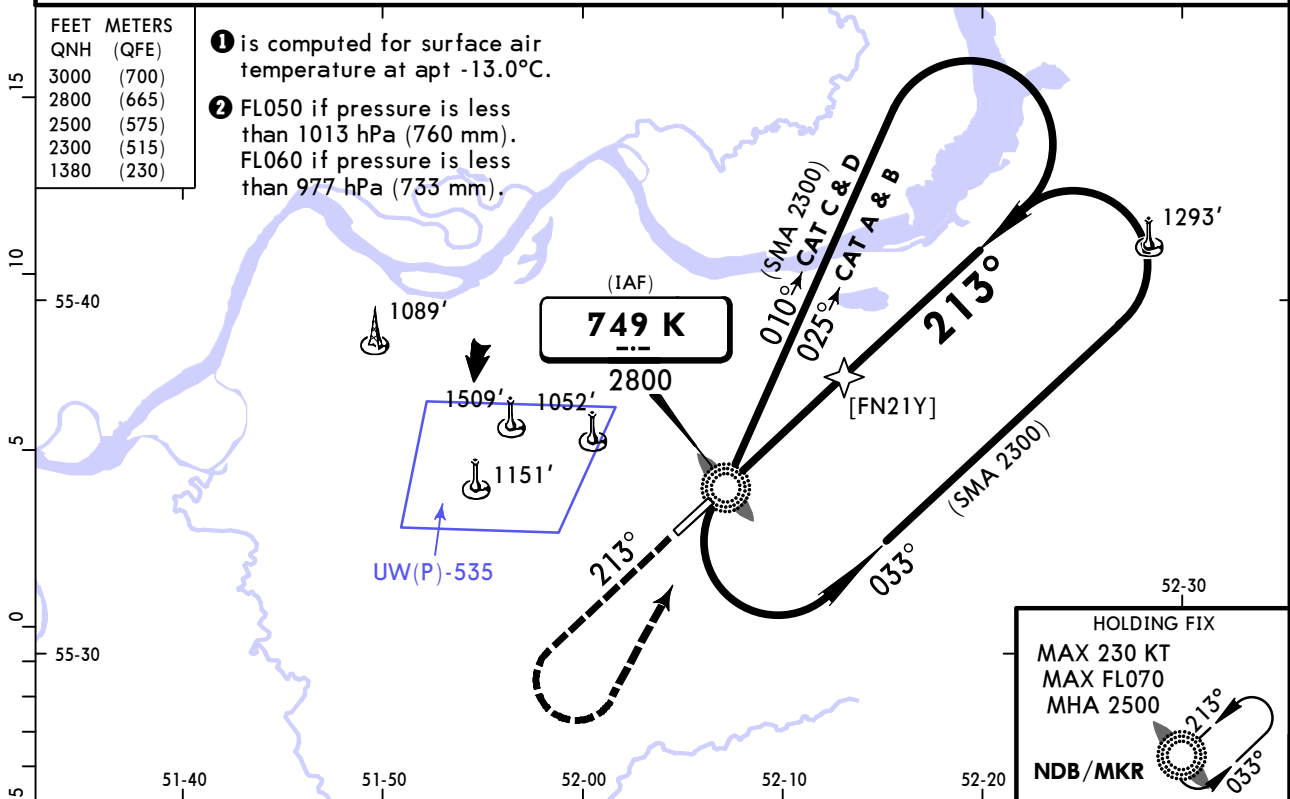 FEET METERS
QNH (QFE)
3000 (700)
2800 (665)
2500 (575)
2300 (515)
1380 (230)
❶ is computed for surface air
temperature at apt -13.0°C.
❷ FL050 if pressure is less
than 1013 hPa (760 mm).
FL060 if pressure is less
than 977 hPa (733 mm).
15
10
5
0
5
55-40
55-30
1089'
1509'
1052'
1151'
UW(P)-535
(IAF)
749 K
2800
(SMA 2300)
010° CAT C & D
025° CAT A & B
213°
[FN21Y]
1293'
(SMA 2300)
033°
213°
52-30
HOLDING FIX
MAX 230 KT
MAX FL070
MHA 2500
213°
033°
NDB/MKR
51-40
51-50
52-00
52-10
52-20